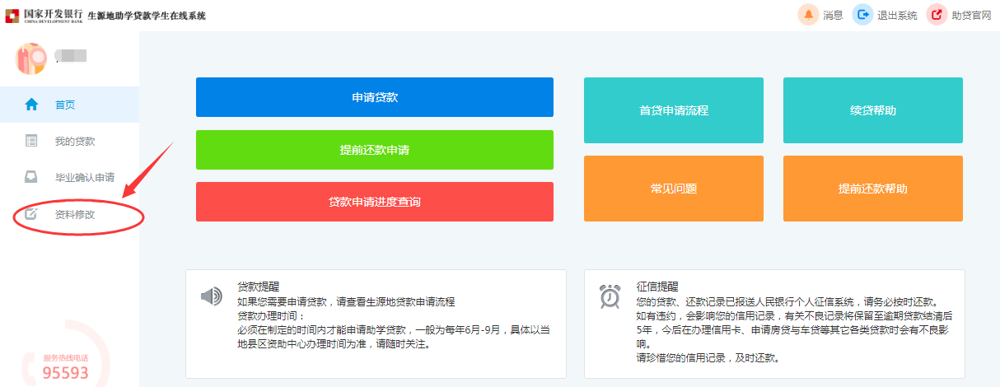 国家开发银行 生源地助学贷款学生在线系统
CHINA DEVELOPMENT BANK
消息
退出系统
助贷官网
首页
我的贷款
毕业确认申请
资料修改
申请贷款
提前还款申请
贷款申请进度查询
首贷申请流程
续贷帮助
常见问题
提前还款帮助
贷款提醒
如果您需要申请贷款，请查看生源地贷款申请流程
贷款办理时间：
必须在制定的时间内才能申请助学贷款，一般为每年6月-9月，具体以当
地县区资助中心办理时间为准，请随时关注。
征信提醒
您的贷款、还款记录已报送人民银行个人征信系统，请务必按时还款。
如有违约，会影响您的信用记录，有关不良记录将保留至逾期贷款结清后
5年，今后在办理信用卡、申请房贷与车贷等其它各类贷款时会有不良影
响。
请珍惜您的信用记录，及时还款。
服务热线电话
95593